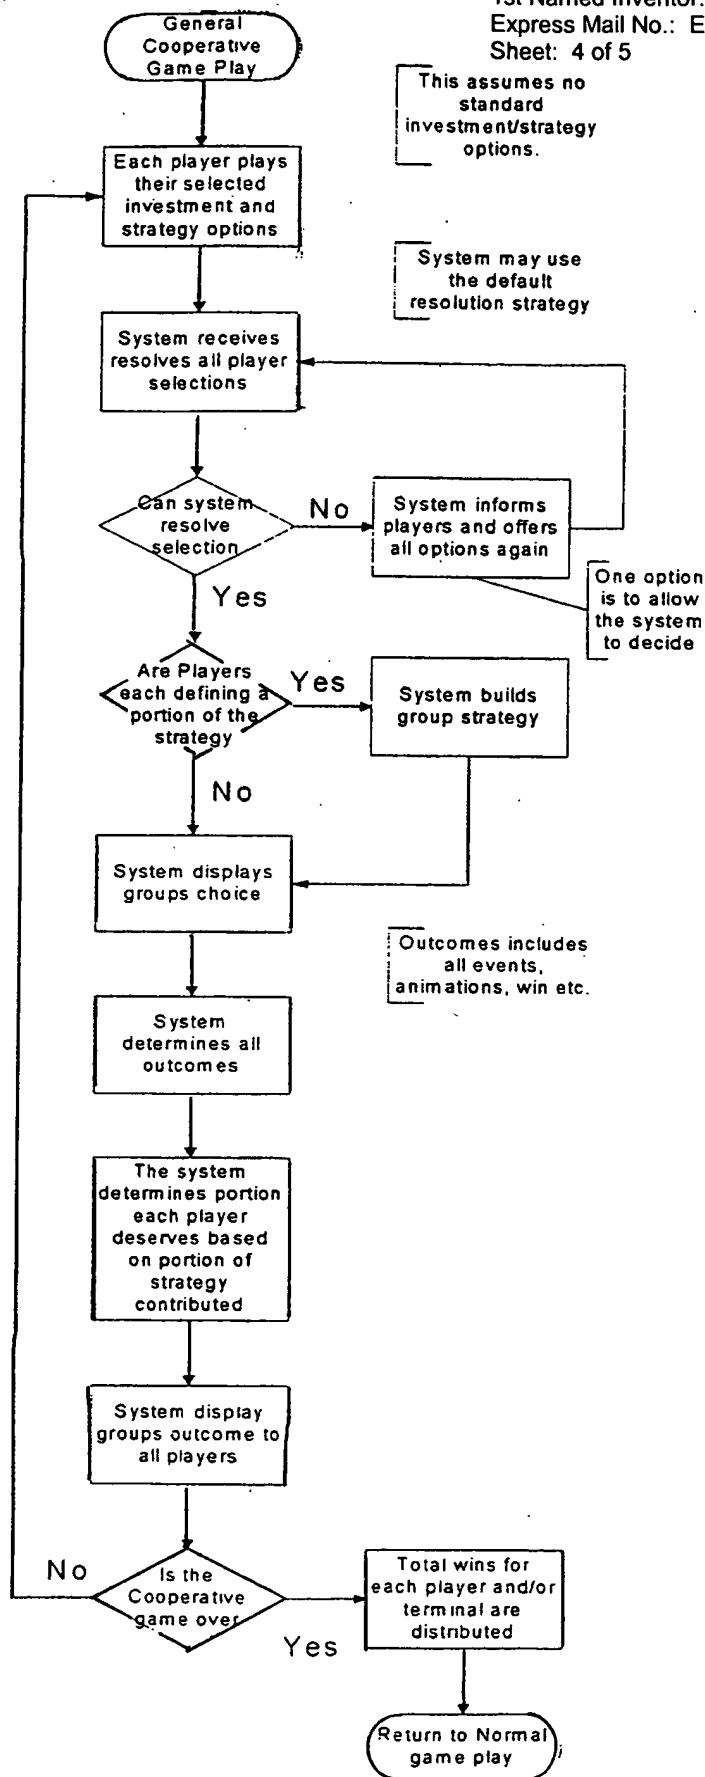 1st Named Inventor:
Express Mail No.: E
Sheet: 4 of 5
General
Cooperative
Game Play
This assumes no
standard
investment/strategy
options.
Each player plays
their selected
investment and
strategy options
System may use
the default
resolution strategy
System receives
resolves all player
selections
Can system
resolve
selection
No
System informs
players and offers
all options again
Yes
One option
is to allow
the system
to decide
Are Players
each defining a
portion of the
strategy
Yes
System builds
group strategy
No
System displays
groups choice
Outcomes includes
all events,
animations, win etc.
System
determines all
outcomes
The system
determines portion
each player
deserves based
on portion of
strategy
contributed
System display
groups outcome to
all players
No
Is the
Cooperative
game over
Yes
Total wins for
each player and/or
terminal are
distributed
Return to Normal
game play